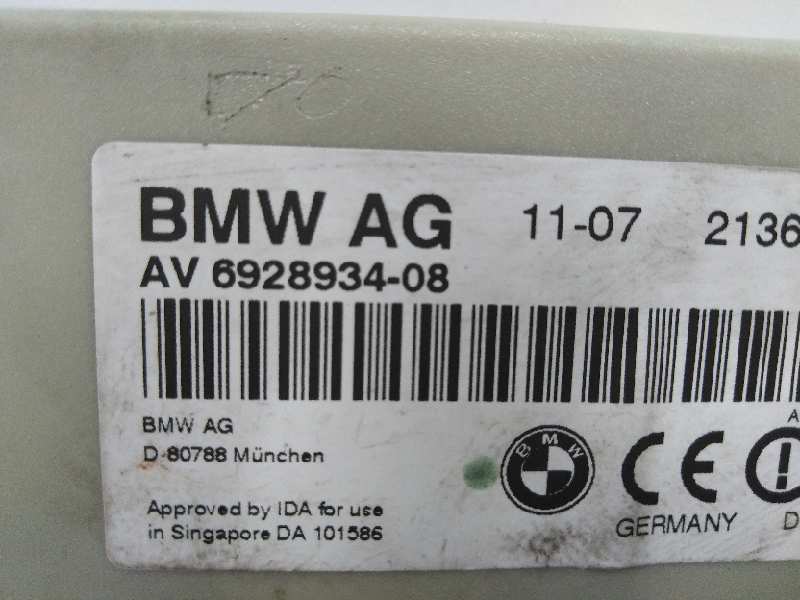 BMW AG 11-07 2136
AV 6928934-08
BMW AG
D-80788 München
Approved by IDA for use
in Singapore DA 101586
BMW
CE
GERMANY D
A